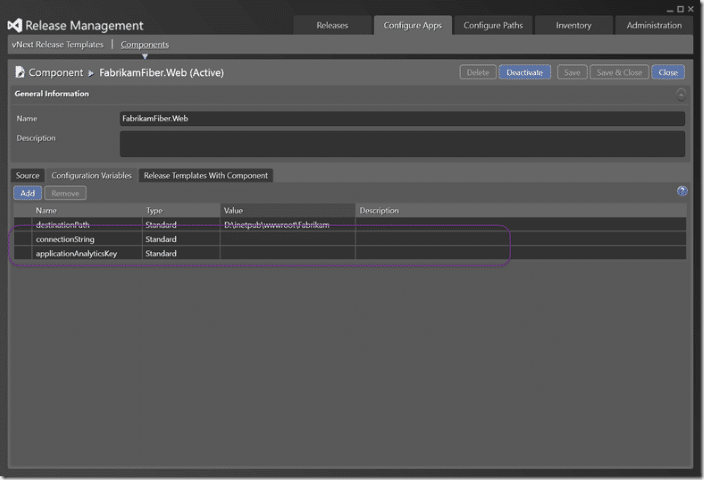 Release Management
Releases Configure Apps Configure Paths Inventory Administration
vNext Release Templates | Components
Component ▸ FabrikamFiber.Web (Active)
Delete Deactivate Save Save & Close Close
General Information
Name FabrikamFiber.Web
Description
Source Configuration Variables Release Templates With Component
Add Remove
Name Type Value Description
destinationPath Standard D:\inetpub\wwwroot\Fabrikam
connectionString Standard
applicationAnalyticsKey Standard